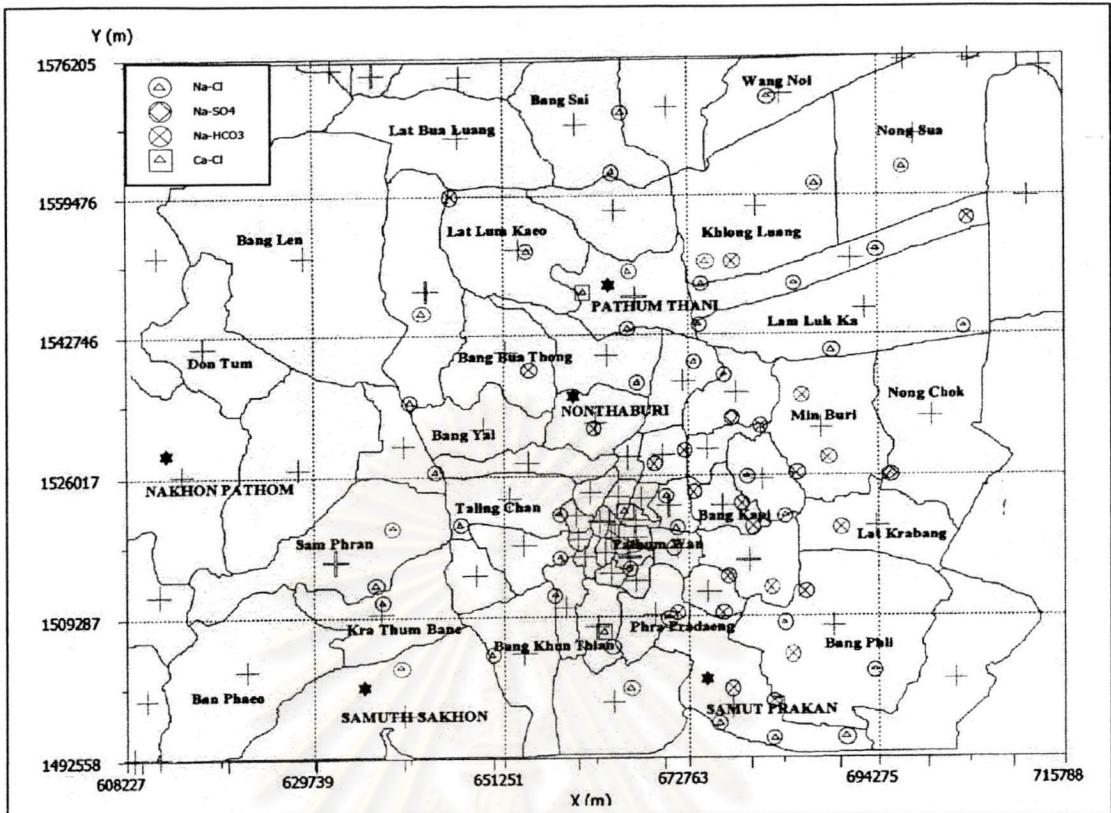 Y (m)
1576205
Na-Cl
Na-SO4
Na-HCO3
Ca-Cl
Wang Noi
Bang Sai
Lat Bua Luang
Nong Sua
1559476
Bang Len
Lat Lum Kaeo
Khlong Luang
PATHUM THANI
Lam Luk Ka
1542746
Don Tum
Bang Bua Thong
Nong Chok
NONTHABURI
Min Buri
Bang Yai
1526017
NAKHON PATHOM
Taling Chan
Bang Kapi
Lat Krabang
Sam Phran
Pathum Wan
1509287
Kra Thum Bane
Phra Pradaeng
Bang Khun Thian
Bang Phli
Ban Phaeo
SAMUTH SAKHON
SAMUT PRAKAN
1492558
608227 629739 651251 672763 694275 715788
X (m)